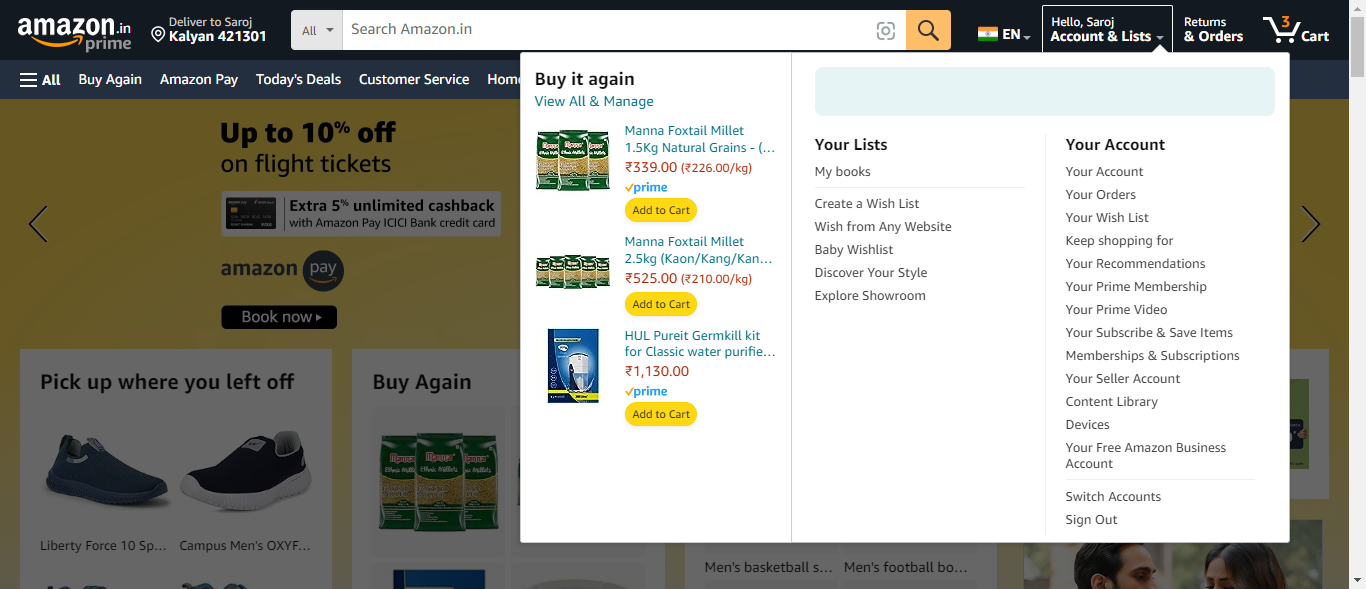 amazon.in
prime
Deliver to Saroj
Kalyan 421301
All
Search Amazon.in
EN
Hello, Saroj
Account & Lists
Returns
& Orders
3
Cart
All
Buy Again
Amazon Pay
Today's Deals
Customer Service
Home
Up to 10% off
on flight tickets
Extra 5% unlimited cashback
with Amazon Pay ICICI Bank credit card
amazon pay
Book now
Pick up where you left off
Liberty Force 10 Sp...
Campus Men's OXYF...
Buy Again
Manna
Ethnic Millets
Men's basketball s...
Men's football bo...
Buy it again
View All & Manage
Manna Foxtail Millet
1.5Kg Natural Grains - (...
₹339.00 (₹226.00/kg)
prime
Add to Cart
Manna Foxtail Millet
2.5kg (Kaon/Kang/Kan...
₹525.00 (₹210.00/kg)
Add to Cart
HUL Pureit Germkill kit
for Classic water purifie...
₹1,130.00
prime
Add to Cart
Your Lists
My books
Create a Wish List
Wish from Any Website
Baby Wishlist
Discover Your Style
Explore Showroom
Your Account
Your Account
Your Orders
Your Wish List
Keep shopping for
Your Recommendations
Your Prime Membership
Your Prime Video
Your Subscribe & Save Items
Memberships & Subscriptions
Your Seller Account
Content Library
Devices
Your Free Amazon Business
Account
Switch Accounts
Sign Out